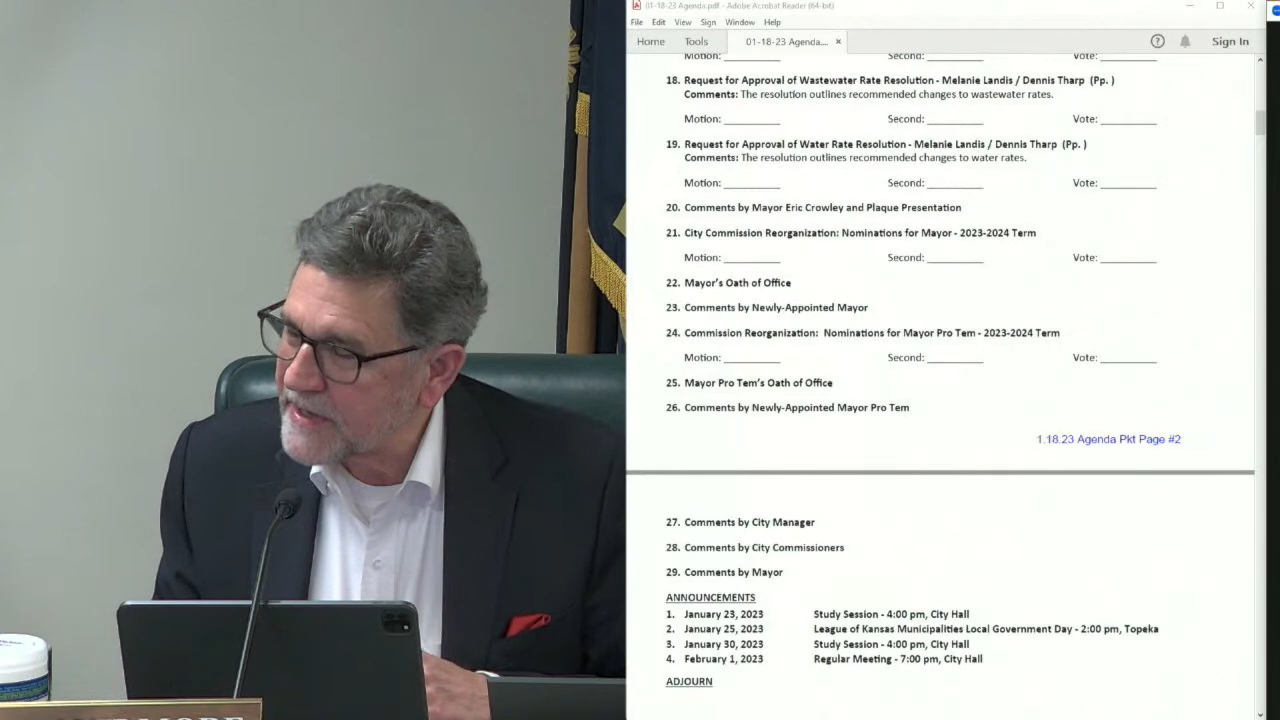 01-18-23 Agenda.pdf - Adobe Acrobat Reader (64-bit)
File Edit View Sign Window Help
Home Tools 01-18-23 Agenda... × Sign In
Motion: __________ Second: __________ Vote: __________
18. Request for Approval of Wastewater Rate Resolution - Melanie Landis / Dennis Tharp (Pp. )
Comments: The resolution outlines recommended changes to wastewater rates.
Motion: __________ Second: __________ Vote: __________
19. Request for Approval of Water Rate Resolution - Melanie Landis / Dennis Tharp (Pp. )
Comments: The resolution outlines recommended changes to water rates.
Motion: __________ Second: __________ Vote: __________
20. Comments by Mayor Eric Crowley and Plaque Presentation
21. City Commission Reorganization: Nominations for Mayor - 2023-2024 Term
Motion: __________ Second: __________ Vote: __________
22. Mayor's Oath of Office
23. Comments by Newly-Appointed Mayor
24. Commission Reorganization: Nominations for Mayor Pro Tem - 2023-2024 Term
Motion: __________ Second: __________ Vote: __________
25. Mayor Pro Tem's Oath of Office
26. Comments by Newly-Appointed Mayor Pro Tem
1.18.23 Agenda Pkt Page #2
27. Comments by City Manager
28. Comments by City Commissioners
29. Comments by Mayor
ANNOUNCEMENTS
1. January 23, 2023 Study Session - 4:00 pm, City Hall
2. January 25, 2023 League of Kansas Municipalities Local Government Day - 2:00 pm, Topeka
3. January 30, 2023 Study Session - 4:00 pm, City Hall
4. February 1, 2023 Regular Meeting - 7:00 pm, City Hall
ADJOURN